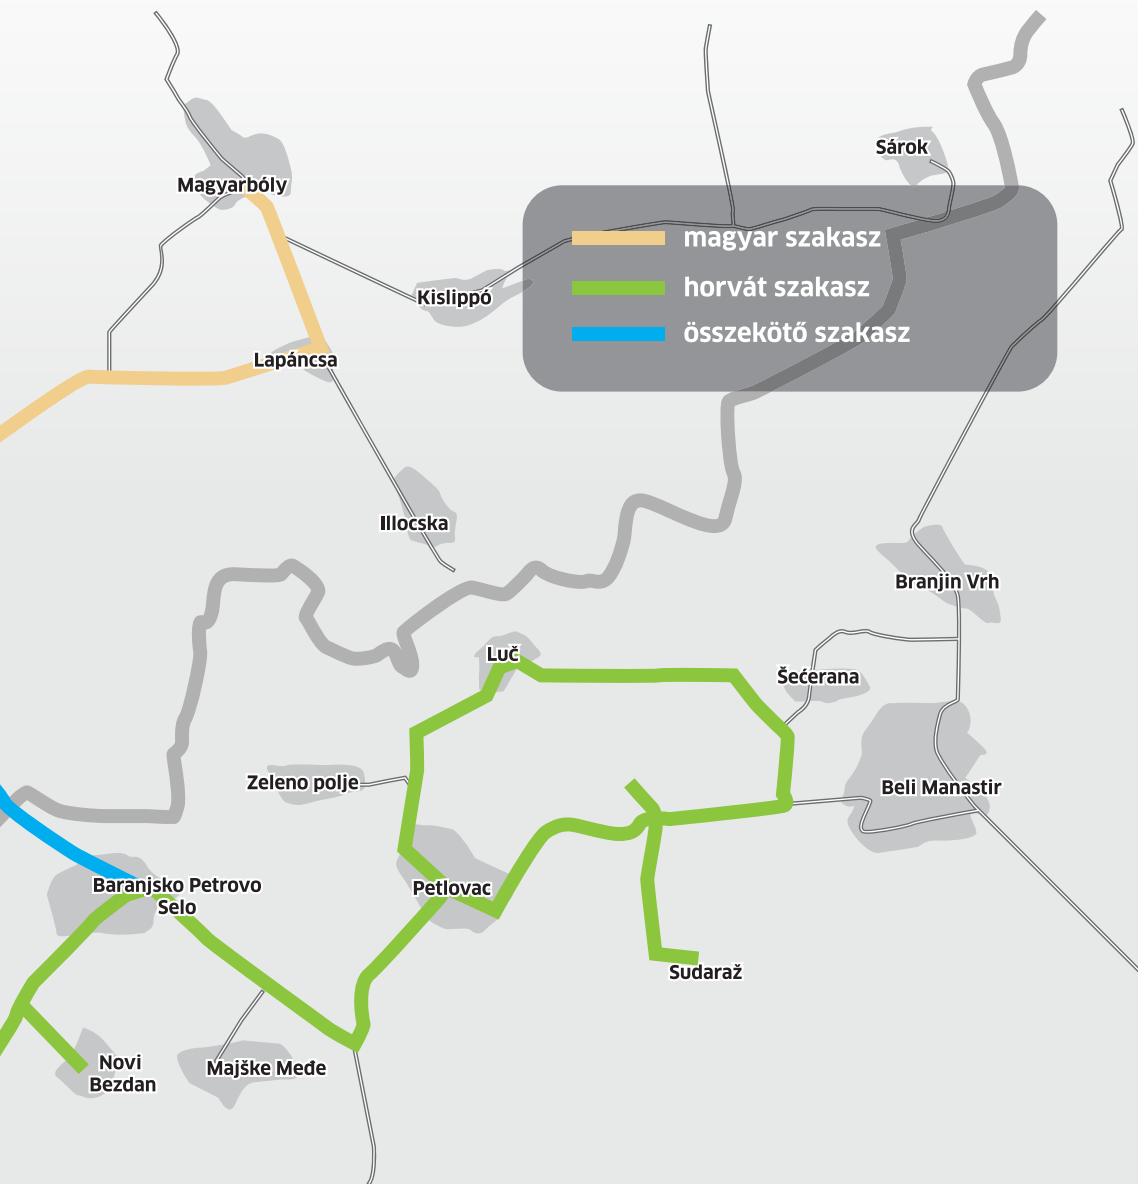 Sárok
Magyarbóly
magyar szakasz
horvát szakasz
összekötő szakasz
Kislippó
Lapáncsa
Illocska
Branjin Vrh
Luč
Šećerana
Zeleno polje
Beli Manastir
Baranjsko Petrovo
Selo
Petlovac
Sudaraž
Novi
Bezdan
Majške Međe